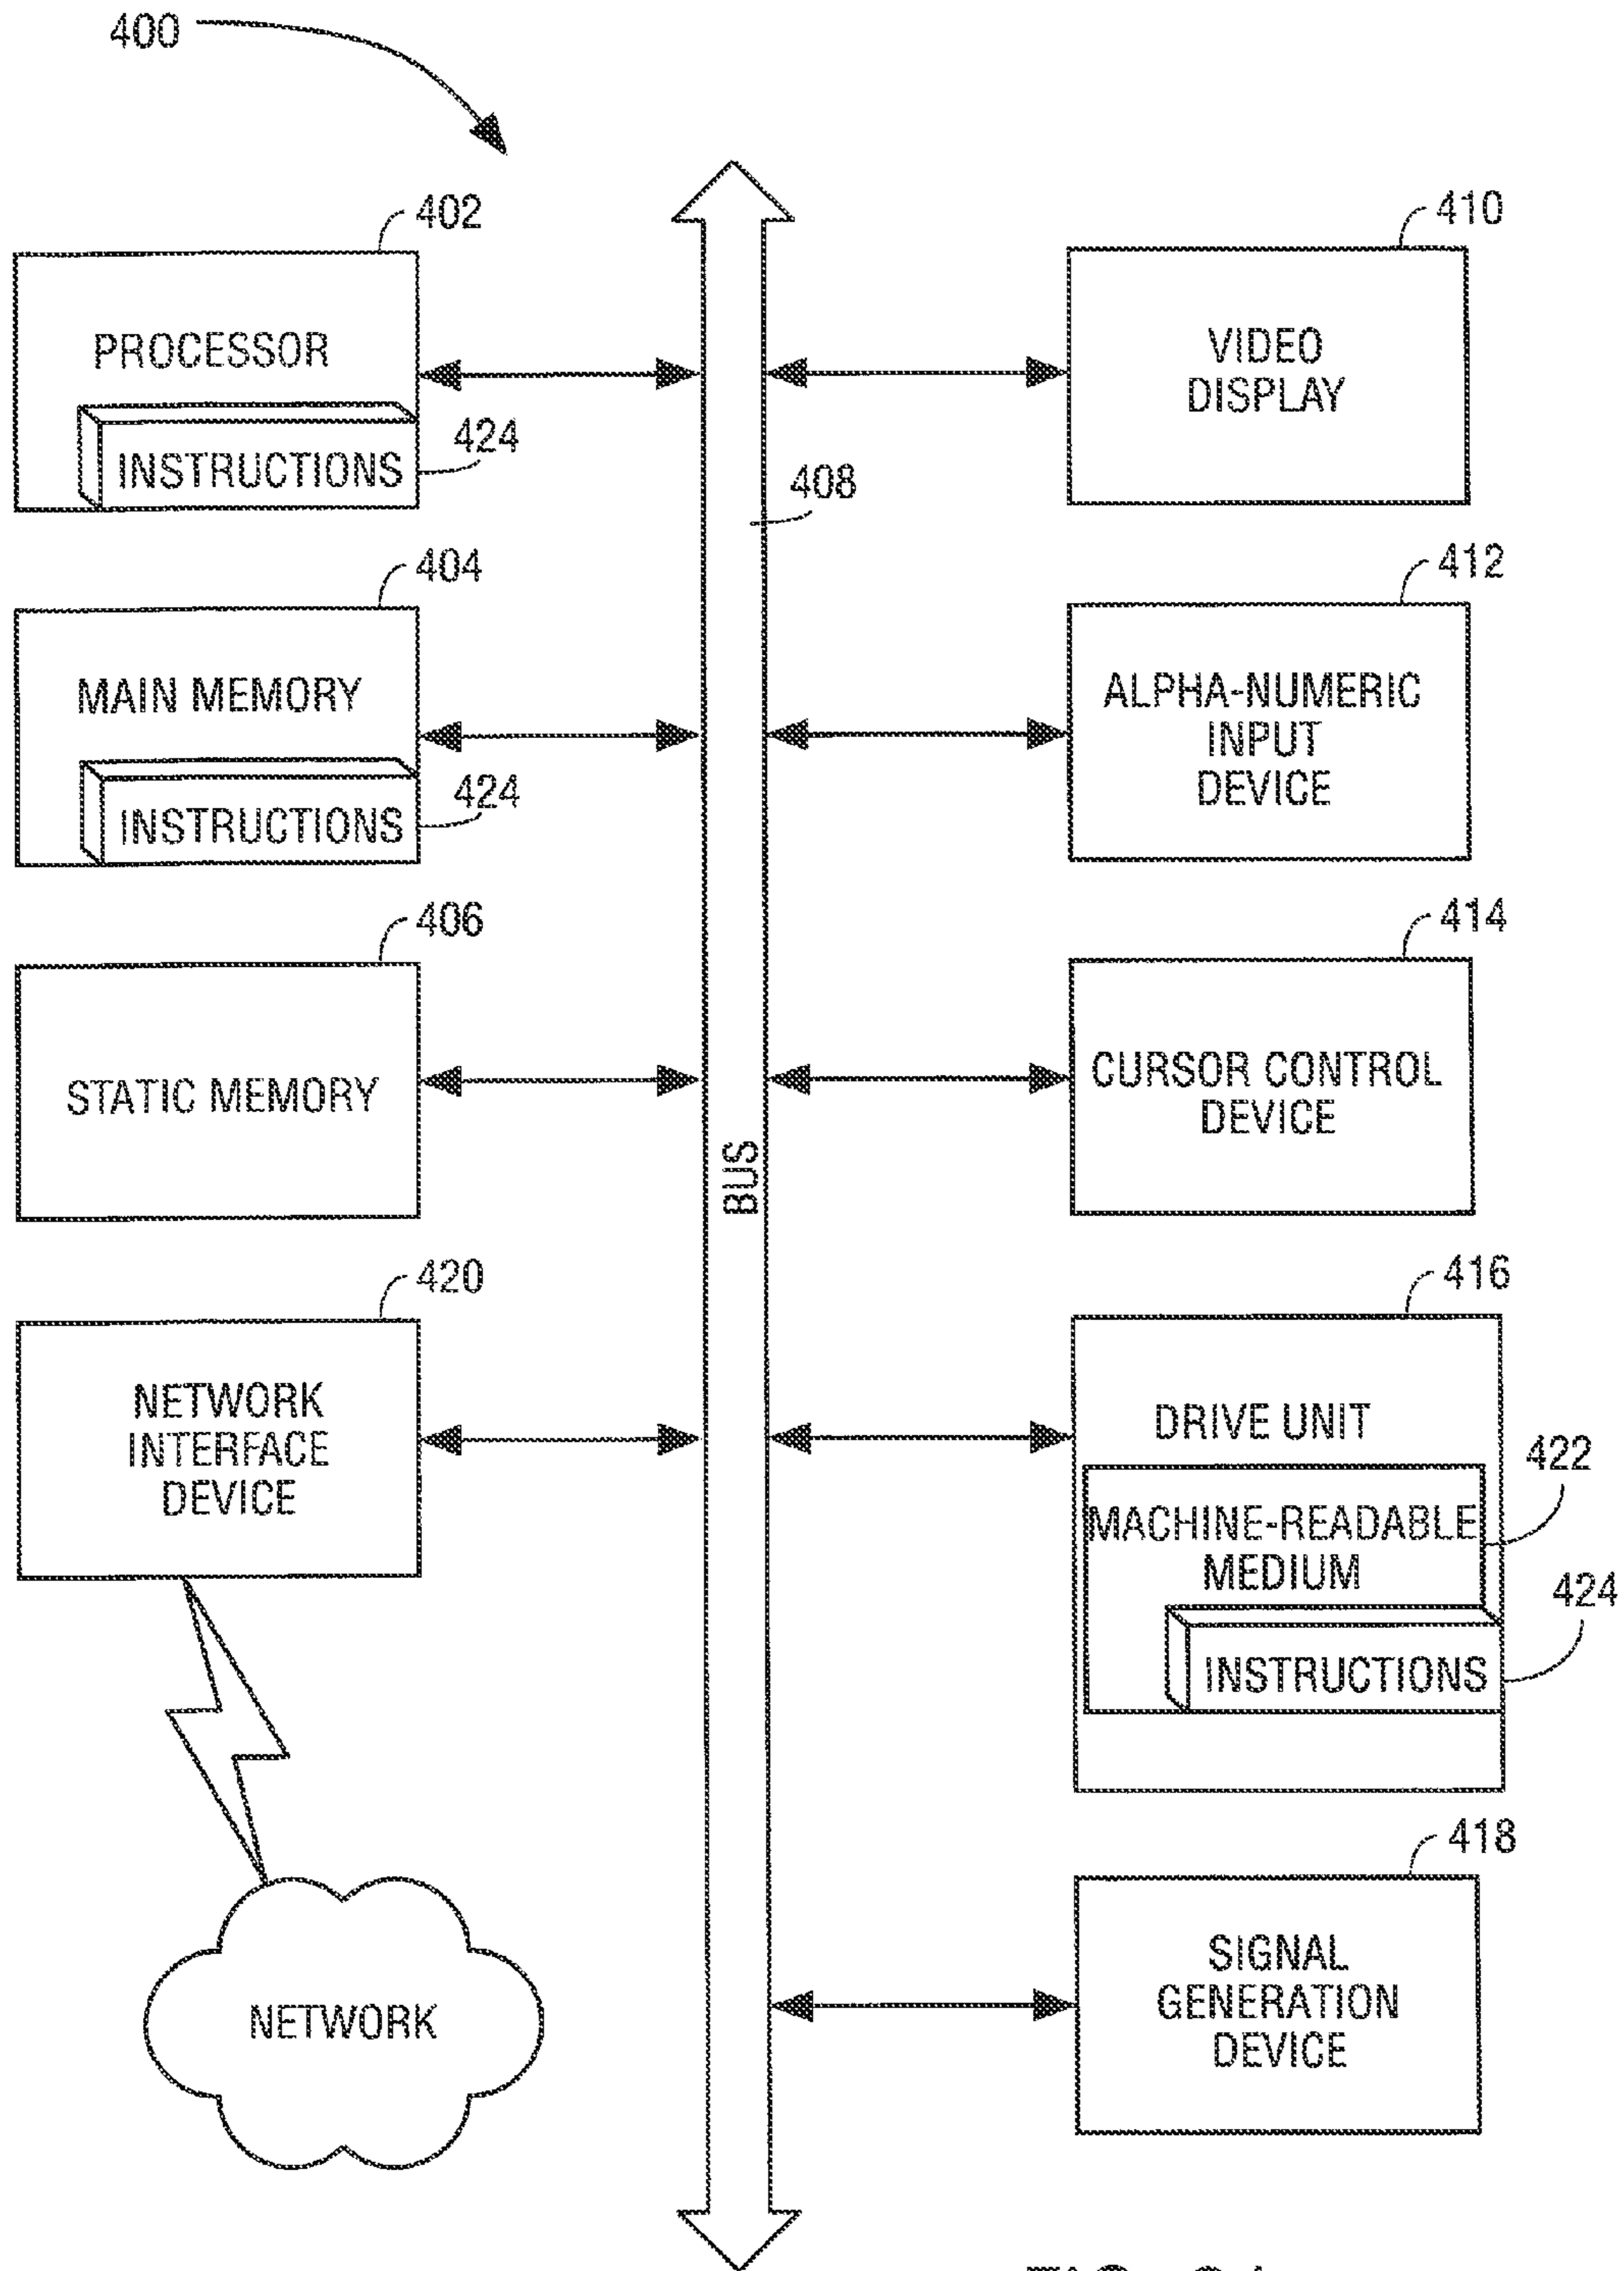 400
402
PROCESSOR
INSTRUCTIONS
424
404
MAIN MEMORY
INSTRUCTIONS
424
406
STATIC MEMORY
420
NETWORK
INTERFACE
DEVICE
NETWORK
408
BUS
410
VIDEO
DISPLAY
412
ALPHA-NUMERIC
INPUT
DEVICE
414
CURSOR CONTROL
DEVICE
416
DRIVE UNIT
422
MACHINE-READABLE
MEDIUM
424
INSTRUCTIONS
418
SIGNAL
GENERATION
DEVICE